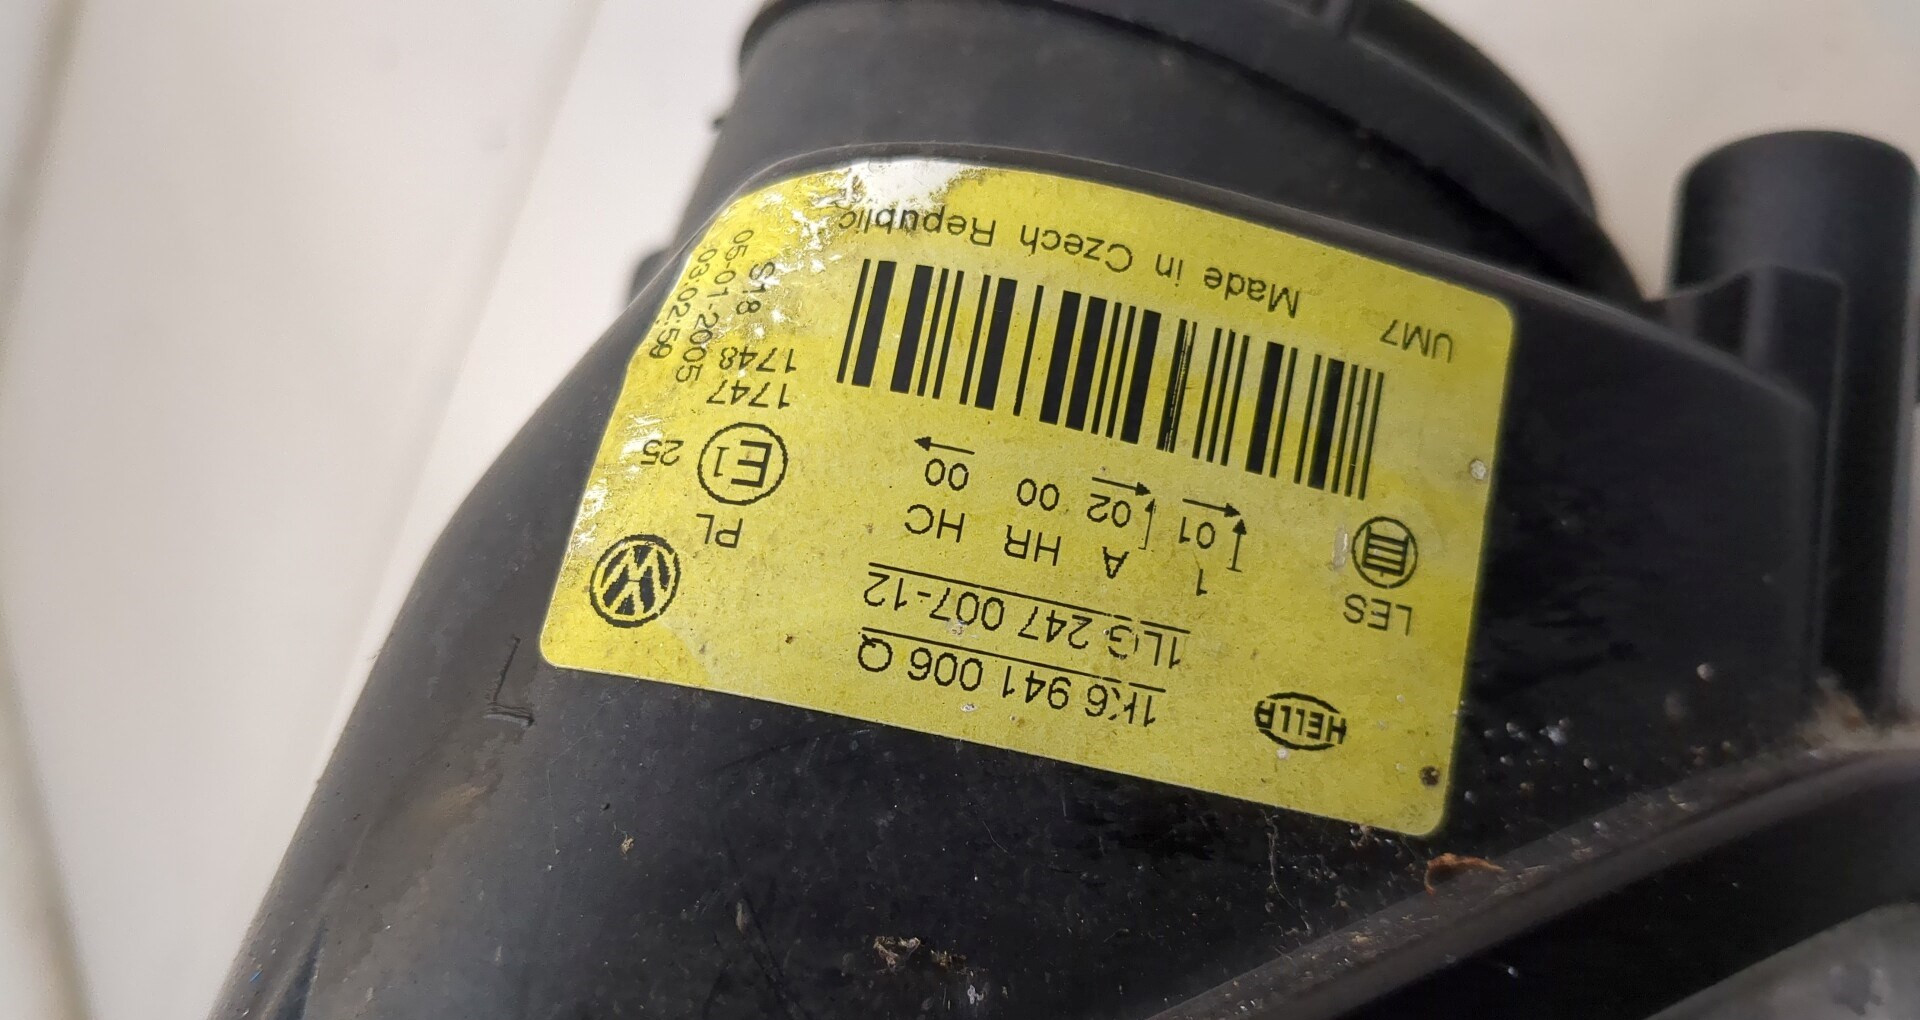 HELLA
1K6 941 006 Q
1LG 247 007-12
LES
1 A HR HC
PL
01 02 00 00
E1
25
1747
1748
UM7
Made in Czech Republic
S18
05-01-2005
03:02:59